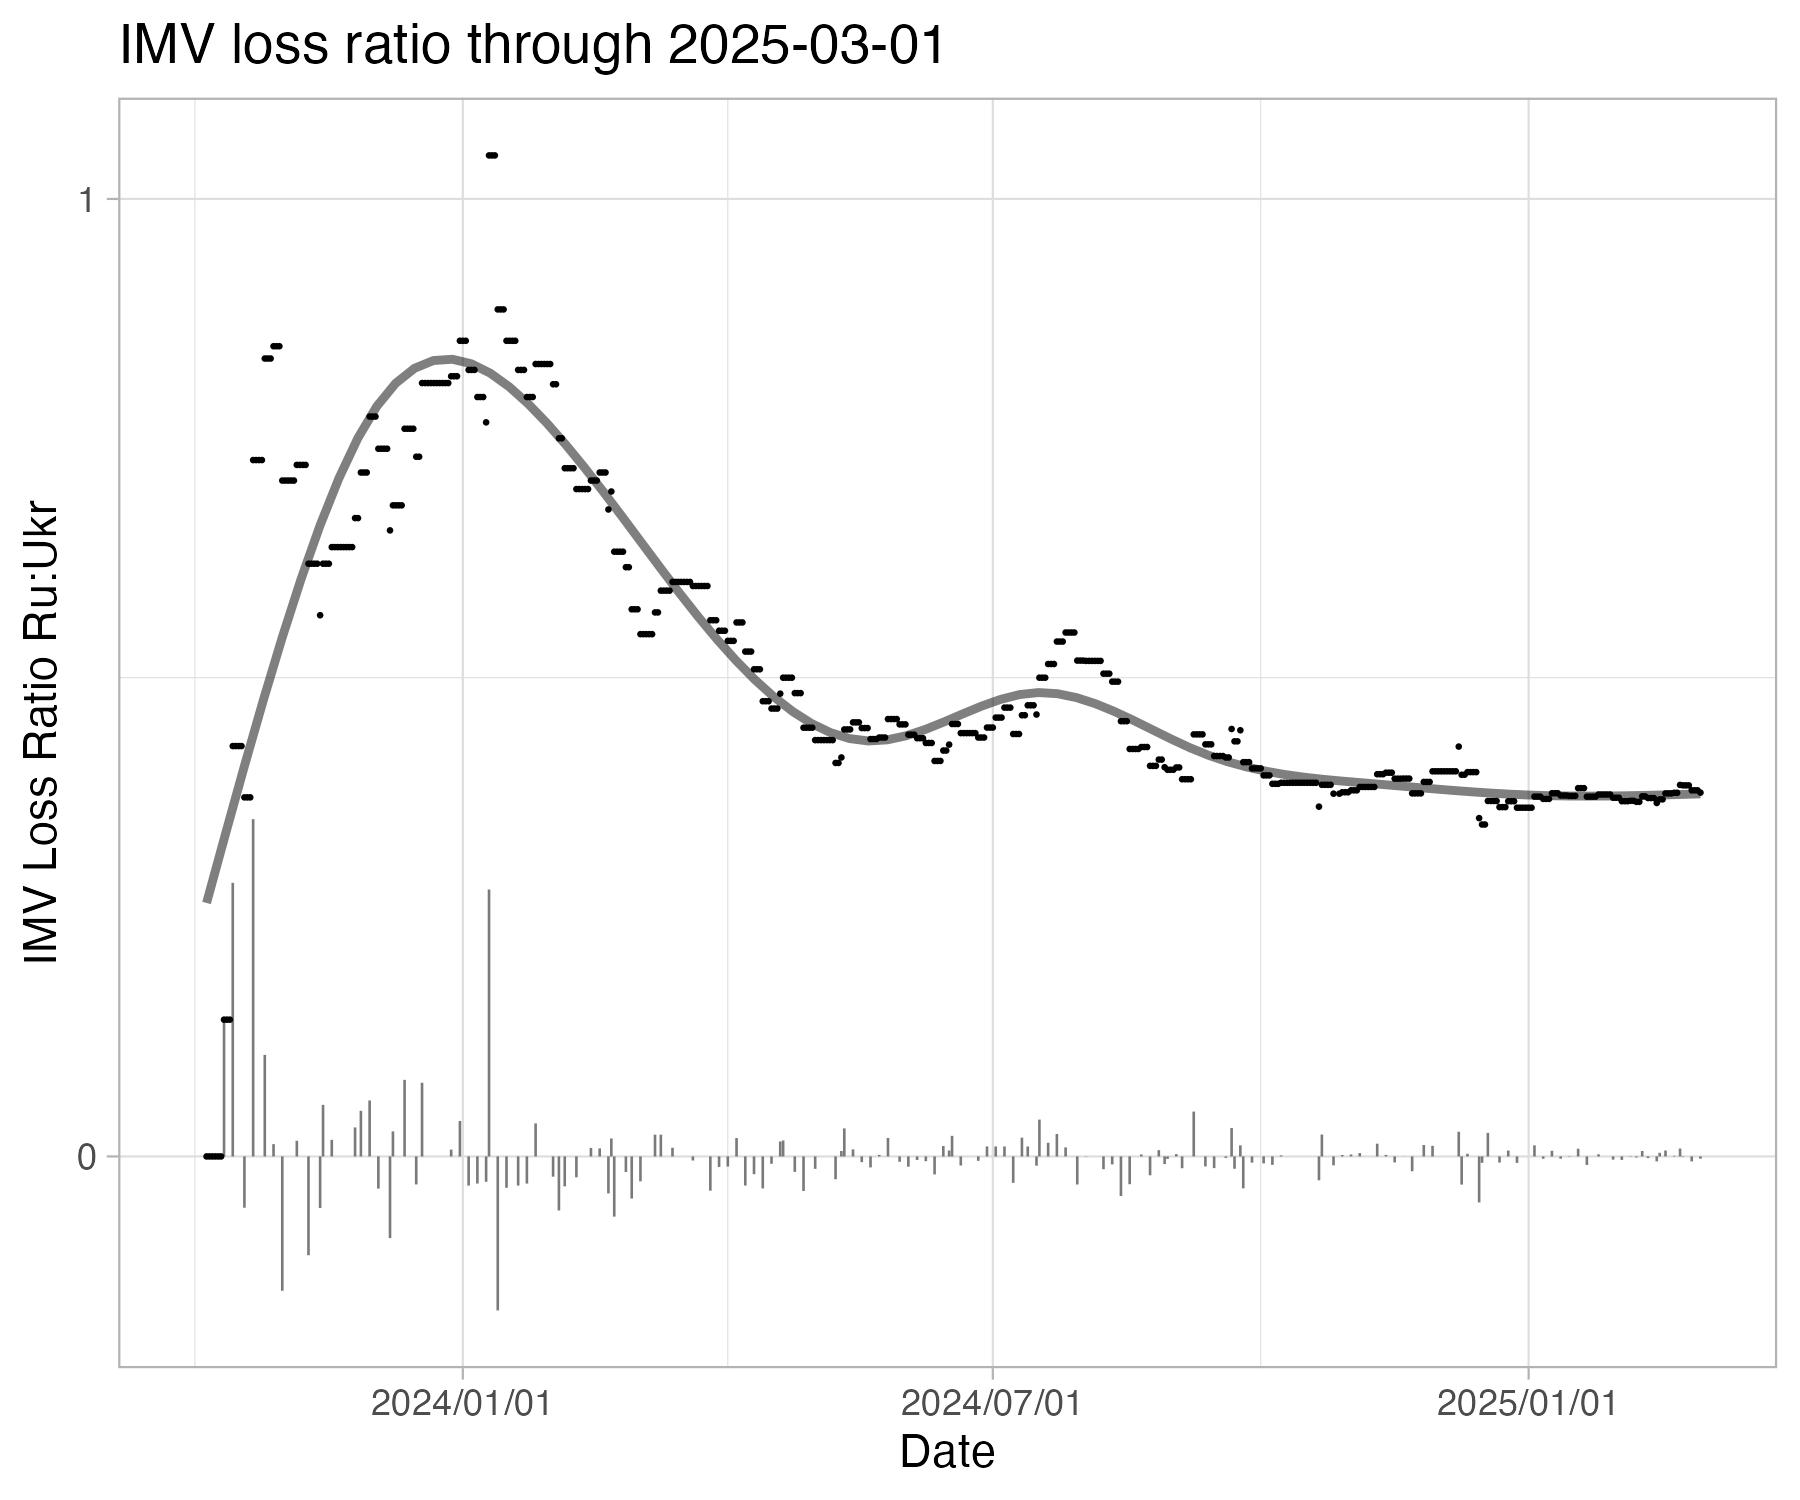 IMV loss ratio through 2025-03-01
IMV Loss Ratio Ru:Ukr
1
0
2024/01/01
2024/07/01
2025/01/01
Date